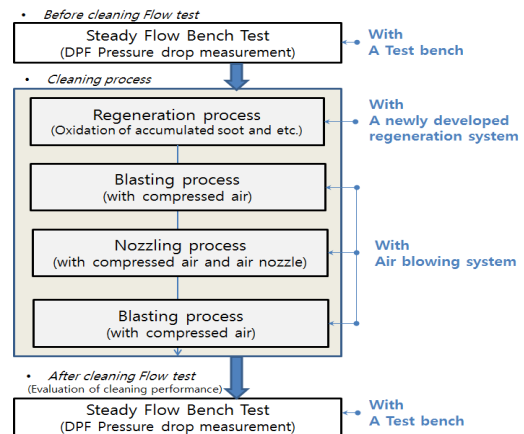 • Before cleaning Flow test
Steady Flow Bench Test
(DPF Pressure drop measurement)
With
A Test bench
• Cleaning process
Regeneration process
(Oxidation of accumulated soot and etc.)
With
A newly developed
regeneration system
Blasting process
(with compressed air)
Nozzling process
(with compressed air and air nozzle)
With
Air blowing system
Blasting process
(with compressed air)
• After cleaning Flow test
(Evaluation of cleaning performance)
Steady Flow Bench Test
(DPF Pressure drop measurement)
With
A Test bench